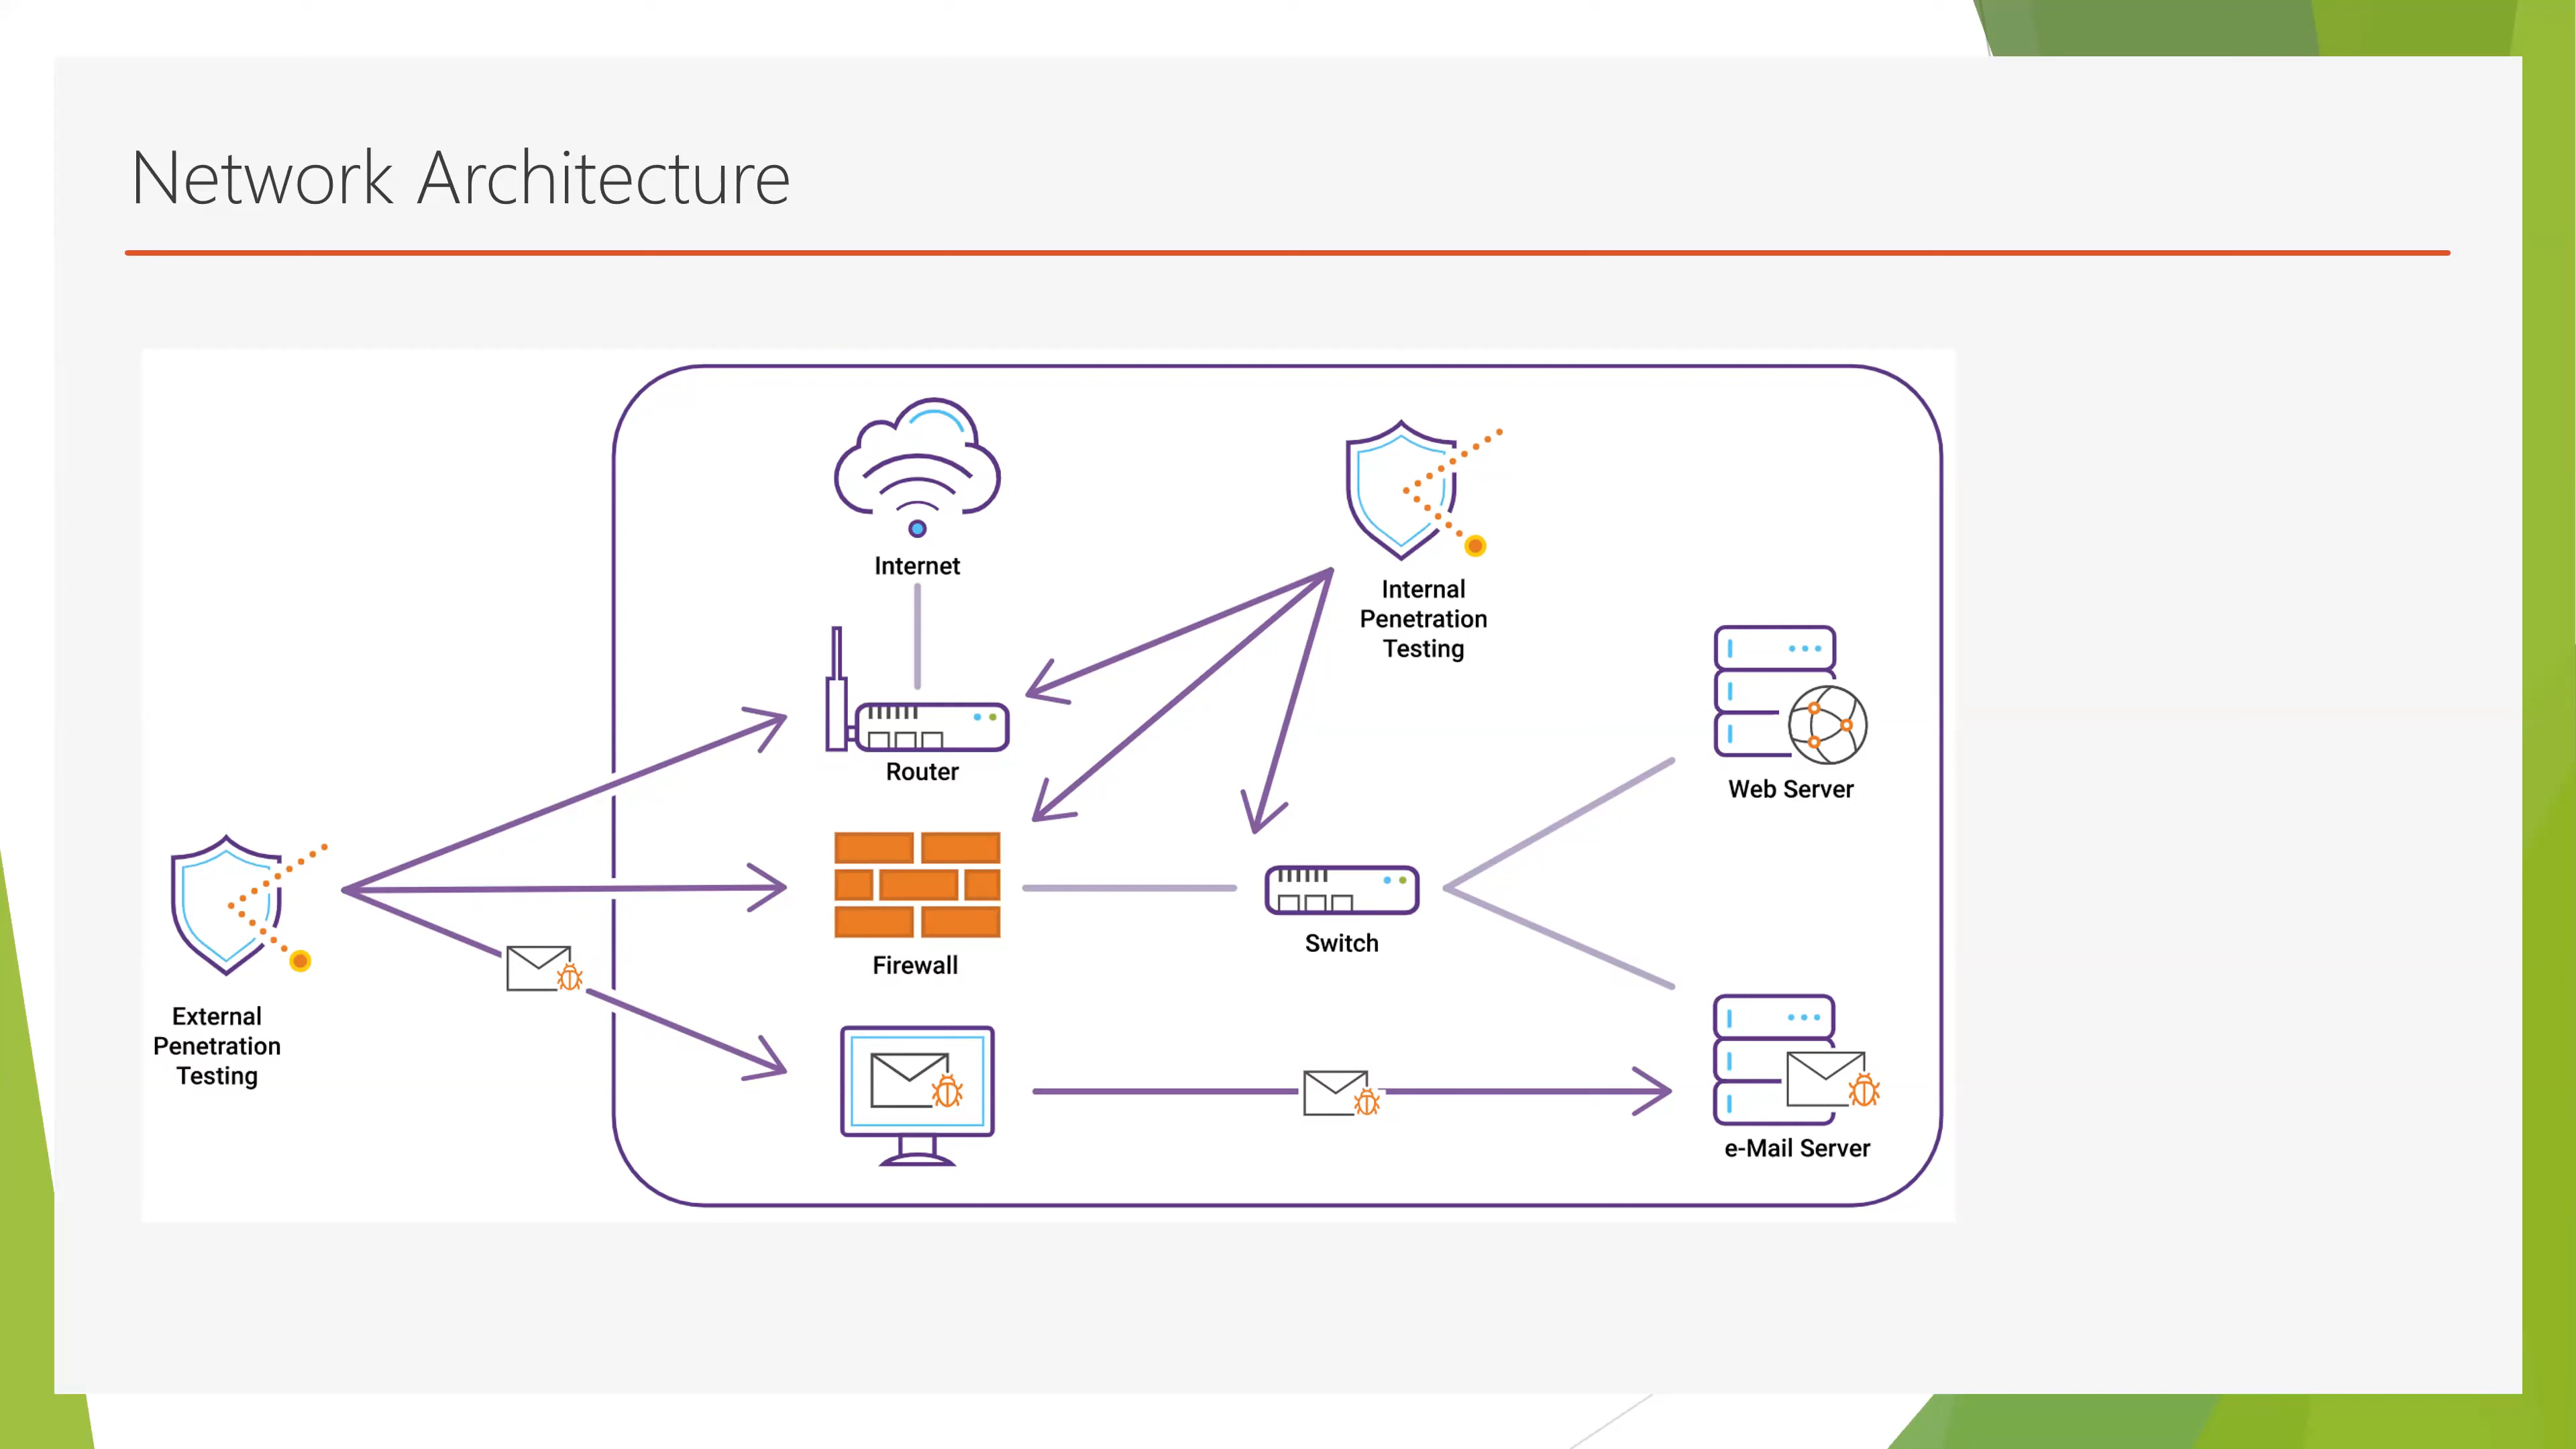 Network Architecture
Internet
Internal
Penetration
Testing
Router
Web Server
Firewall
Switch
External
Penetration
Testing
e-Mail Server